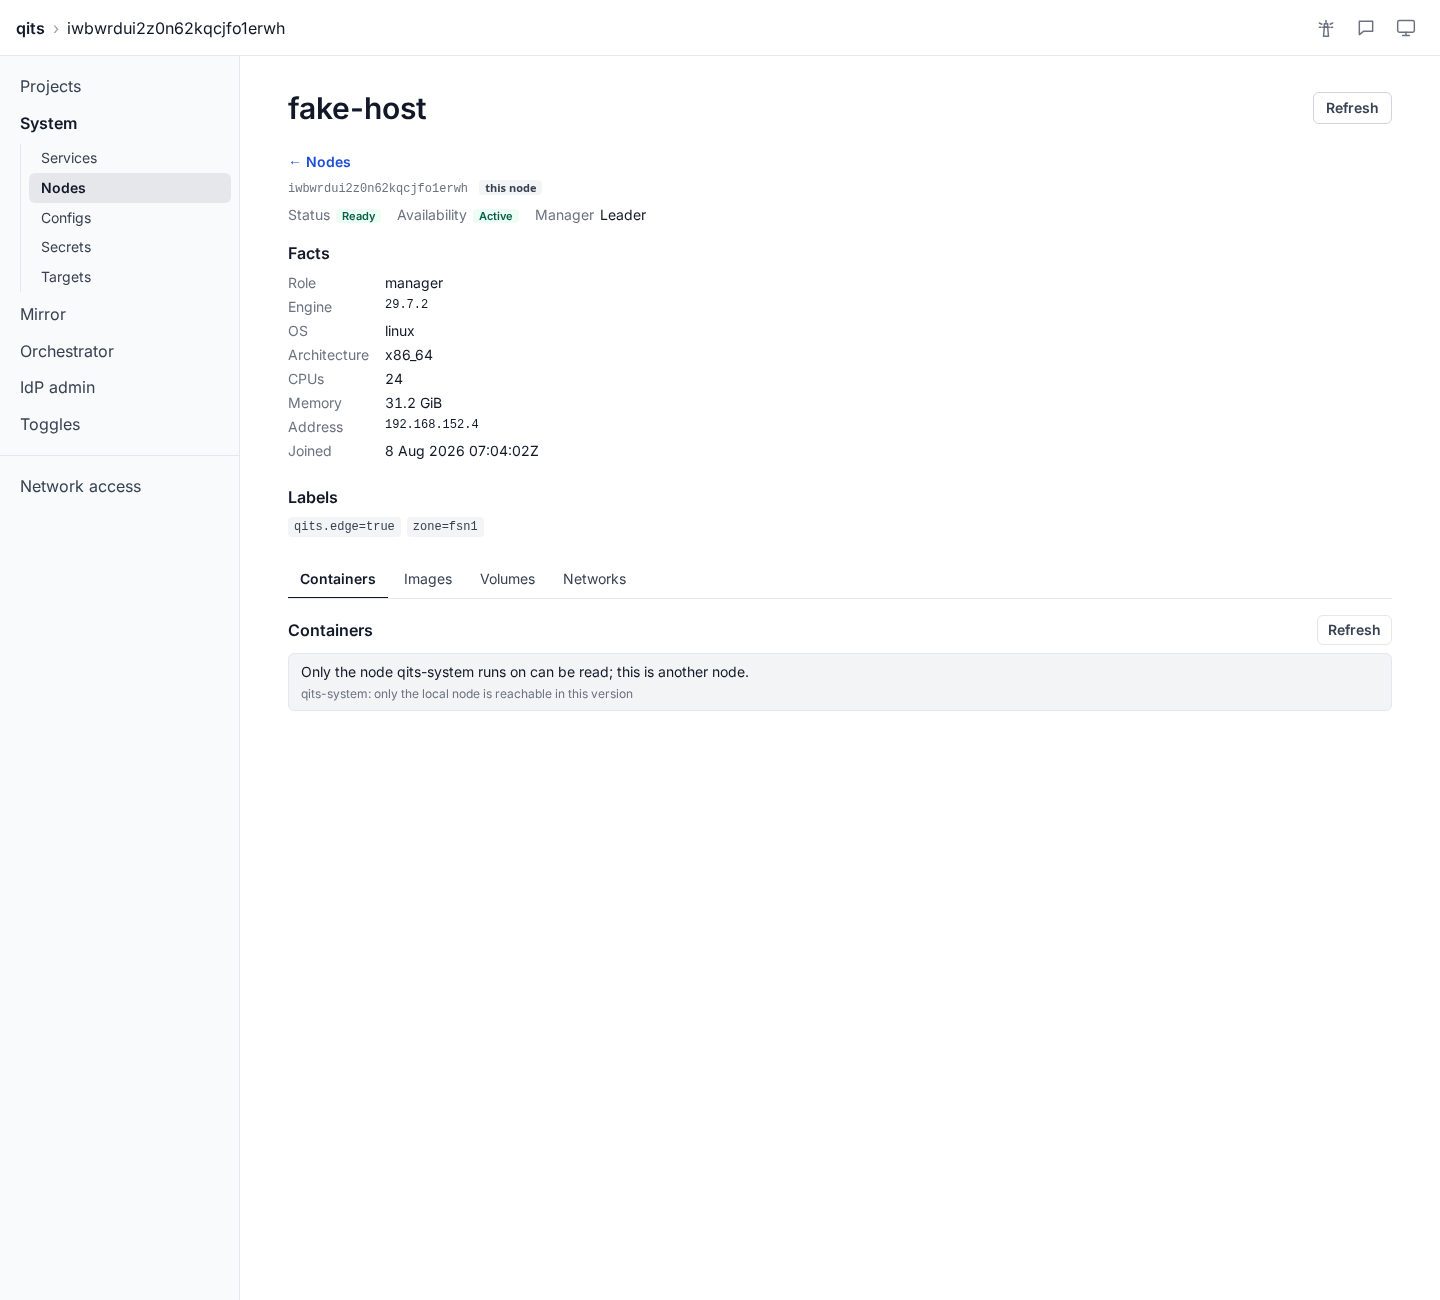 qits › iwbwrdui2z0n62kqcjfo1erwh
Projects
System
Services
Nodes
Configs
Secrets
Targets
Mirror
Orchestrator
IdP admin
Toggles
Network access
fake-host
Refresh
← Nodes
iwbwrdui2z0n62kqcjfo1erwh this node
Status Ready Availability Active Manager Leader
Facts
Role manager
Engine 29.7.2
OS linux
Architecture x86_64
CPUs 24
Memory 31.2 GiB
Address 192.168.152.4
Joined 8 Aug 2026 07:04:02Z
Labels
qits.edge=true zone=fsn1
Containers Images Volumes Networks
Containers
Refresh
Only the node qits-system runs on can be read; this is another node.
qits-system: only the local node is reachable in this version